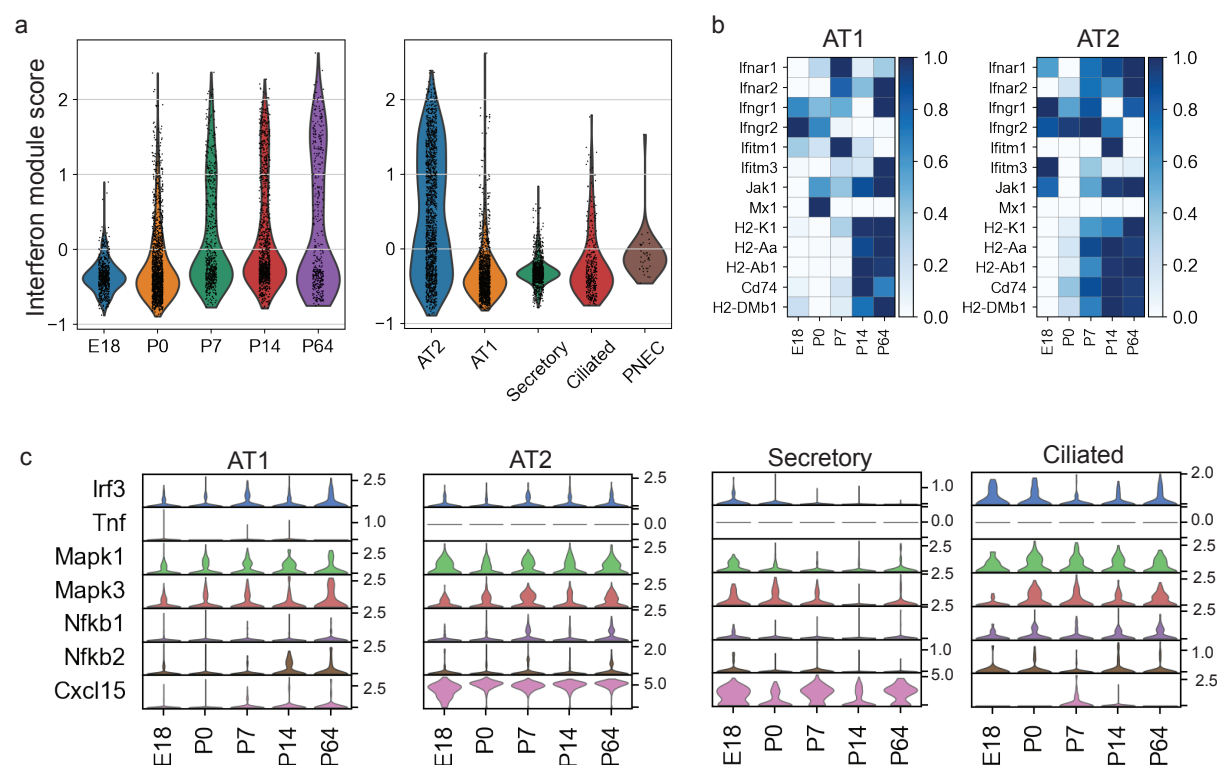 a
Interferon module score
2
1
0
−1
E18 P0 P7 P14 P64
2
1
0
−1
AT2 AT1 Secretory Ciliated PNEC
b
AT1
Ifnar1
Ifnar2
Ifngr1
Ifngr2
Ifitm1
Ifitm3
Jak1
Mx1
H2-K1
H2-Aa
H2-Ab1
Cd74
H2-DMb1
E18 P0 P7 P14 P64
1.0
0.8
0.6
0.4
0.2
0.0
AT2
Ifnar1
Ifnar2
Ifngr1
Ifngr2
Ifitm1
Ifitm3
Jak1
Mx1
H2-K1
H2-Aa
H2-Ab1
Cd74
H2-DMb1
E18 P0 P7 P14 P64
1.0
0.8
0.6
0.4
0.2
0.0
c
AT1
Irf3
Tnf
Mapk1
Mapk3
Nfkb1
Nfkb2
Cxcl15
2.5
1.0
2.5
2.5
2.5
2.5
2.5
E18 P0 P7 P14 P64
AT2
2.5
0.0
2.5
2.5
2.5
2.0
5.0
E18 P0 P7 P14 P64
Secretory
1.0
0.0
2.5
2.5
2.5
1.0
5.0
E18 P0 P7 P14 P64
Ciliated
2.0
0.0
2.5
2.5
2.5
1.0
2.5
E18 P0 P7 P14 P64